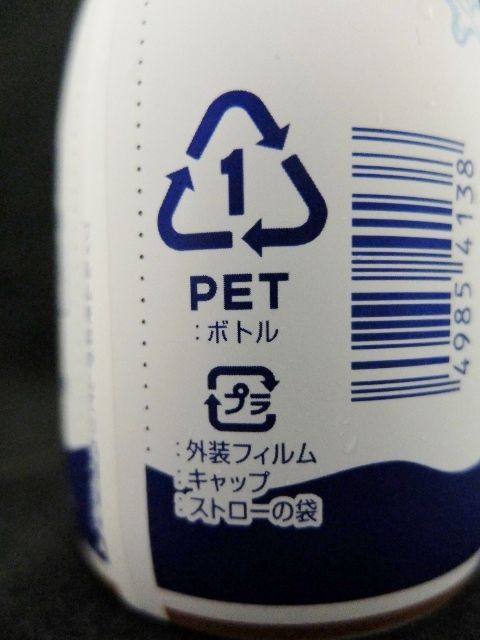 1
PET
:ボトル
プラ
:外装フィルム
:キャップ
:ストローの袋
4985 4138